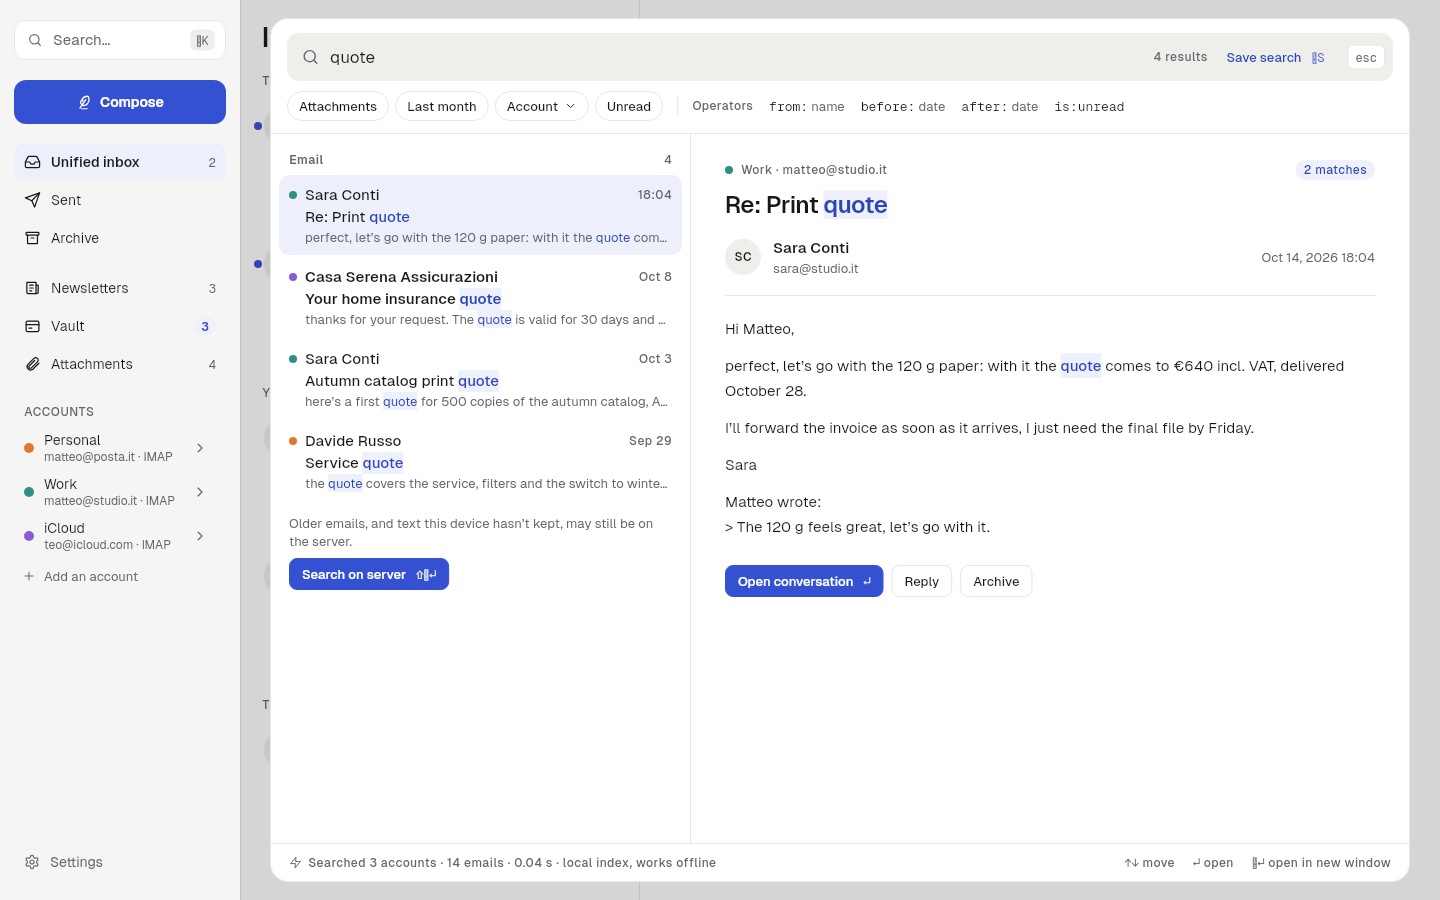 Search...
K
Compose
Unified inbox 2
Sent
Archive
Newsletters 3
Vault 3
Attachments 4
ACCOUNTS
Personal
matteo@posta.it · IMAP
Work
matteo@studio.it · IMAP
iCloud
teo@icloud.com · IMAP
Add an account
Settings
quote
4 results
Save search S
esc
Attachments
Last month
Account
Unread
Operators from: name before: date after: date is:unread
Email 4
Sara Conti 18:04
Re: Print quote
perfect, let's go with the 120 g paper: with it the quote com...
Casa Serena Assicurazioni Oct 8
Your home insurance quote
thanks for your request. The quote is valid for 30 days and ...
Sara Conti Oct 3
Autumn catalog print quote
here's a first quote for 500 copies of the autumn catalog, A...
Davide Russo Sep 29
Service quote
the quote covers the service, filters and the switch to winte...
Older emails, and text this device hasn't kept, may still be on
the server.
Search on server
Work · matteo@studio.it
2 matches
Re: Print quote
SC
Sara Conti
sara@studio.it
Oct 14, 2026 18:04
Hi Matteo,
perfect, let's go with the 120 g paper: with it the quote comes to €640 incl. VAT, delivered
October 28.
I'll forward the invoice as soon as it arrives, I just need the final file by Friday.
Sara
Matteo wrote:
> The 120 g feels great, let's go with it.
Open conversation ↵
Reply
Archive
Searched 3 accounts · 14 emails · 0.04 s · local index, works offline
↑↓ move ↵ open ↵ open in new window